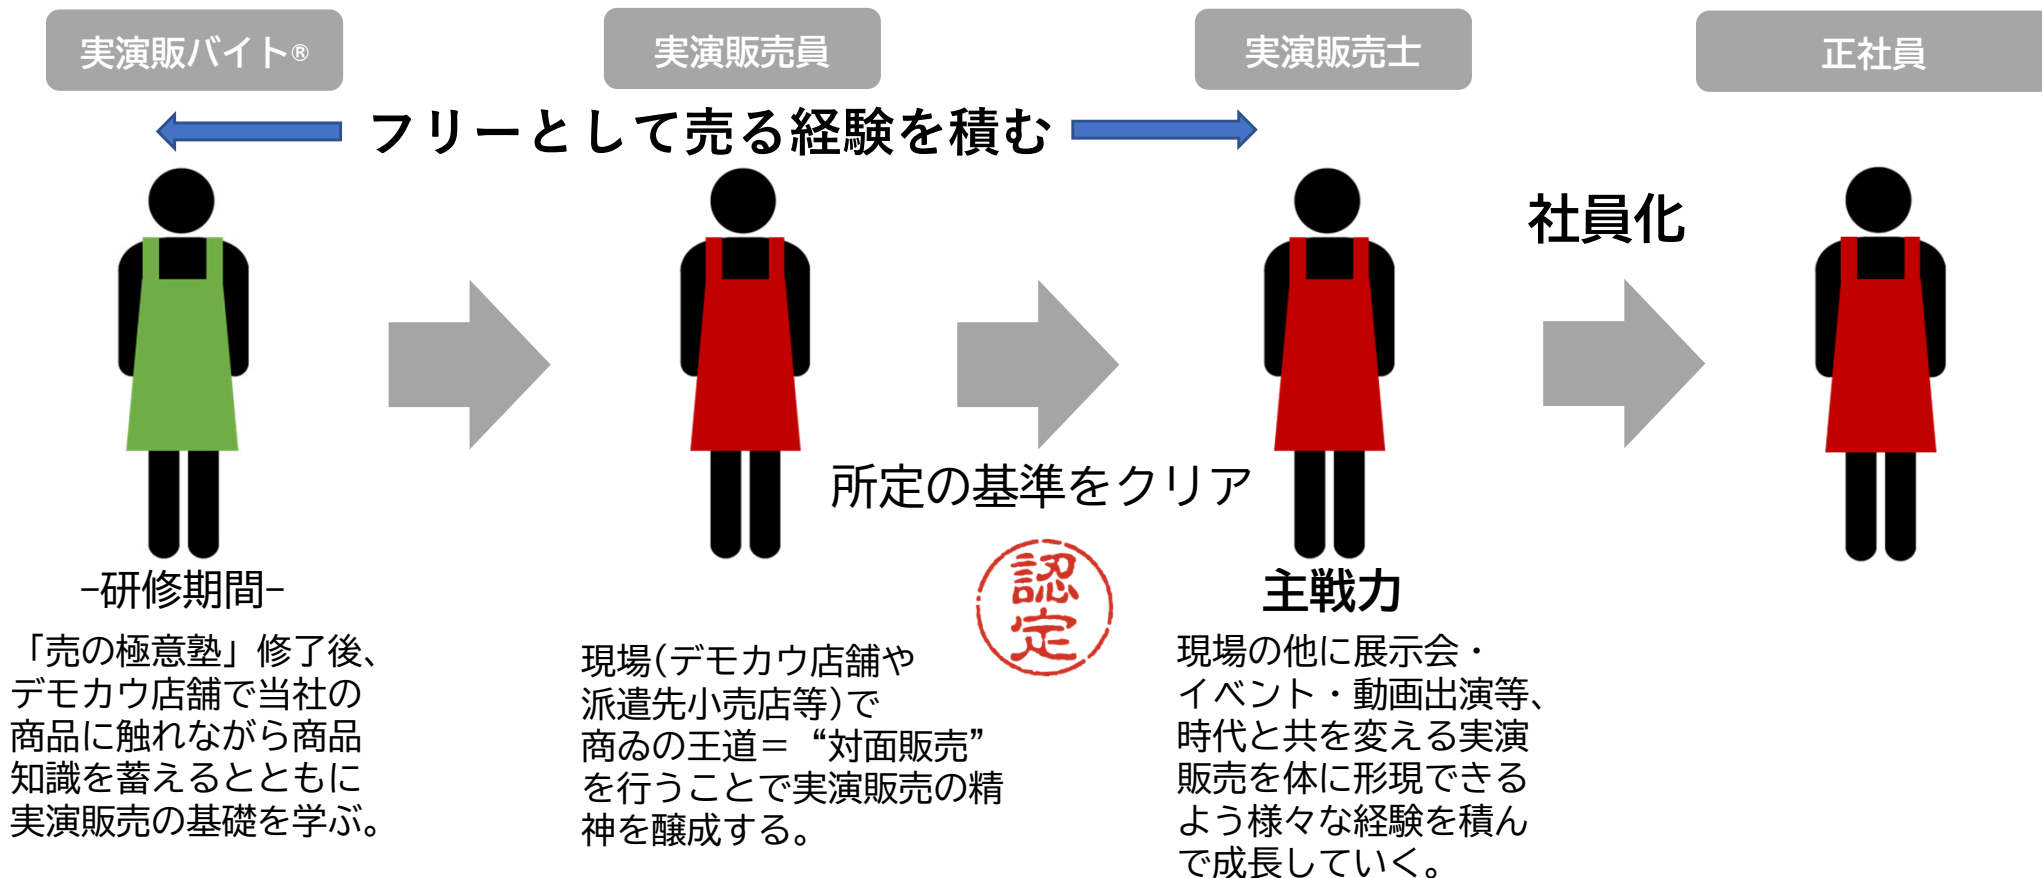 実演販バイト®
実演販売員
実演販売士
正社員
フリーとして売る経験を積む
社員化
所定の基準をクリア
認定
-研修期間-
「売の極意塾」修了後、
デモカウ店舗で当社の
商品に触れながら商品
知識を蓄えるとともに
実演販売の基礎を学ぶ。
現場(デモカウ店舗や
派遣先小売店等)で
商ゐの王道＝“対面販売”
を行うことで実演販売の精
神を醸成する。
主戦力
現場の他に展示会・
イベント・動画出演等、
時代と共を変える実演
販売を体に形現できる
よう様々な経験を積ん
で成長していく。